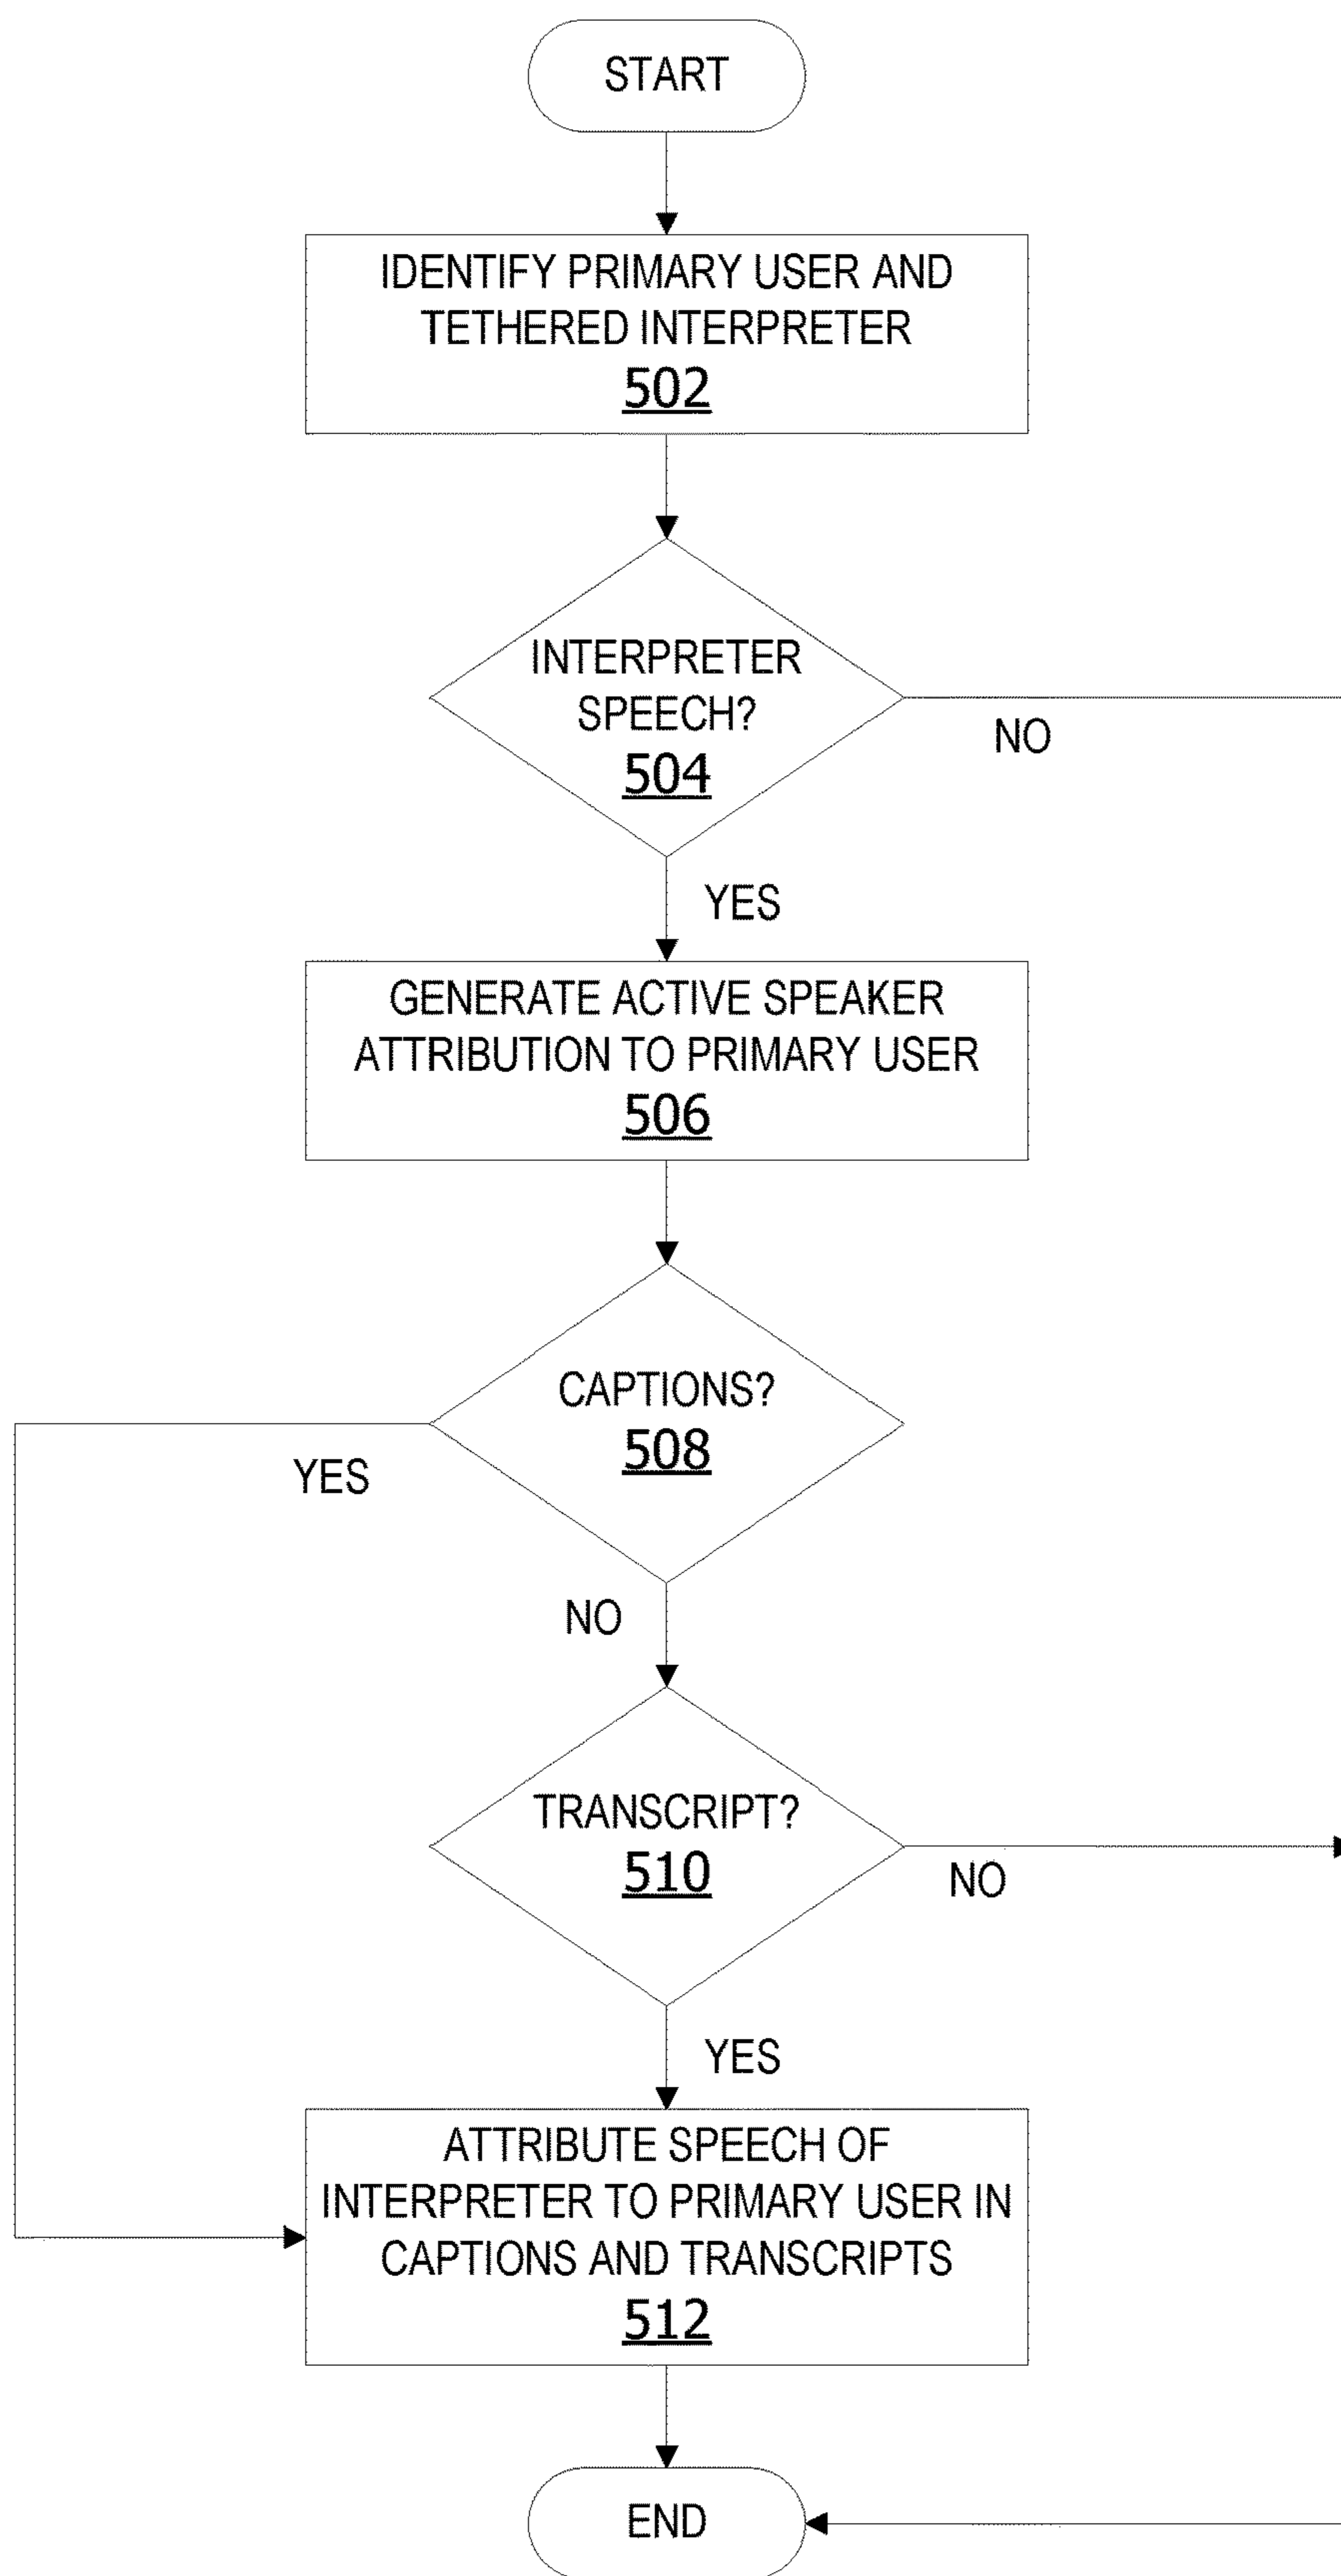 START
IDENTIFY PRIMARY USER AND
TETHERED INTERPRETER
502
INTERPRETER
SPEECH?
504
NO
YES
GENERATE ACTIVE SPEAKER
ATTRIBUTION TO PRIMARY USER
506
CAPTIONS?
508
YES
NO
TRANSCRIPT?
510
NO
YES
ATTRIBUTE SPEECH OF
INTERPRETER TO PRIMARY USER IN
CAPTIONS AND TRANSCRIPTS
512
END